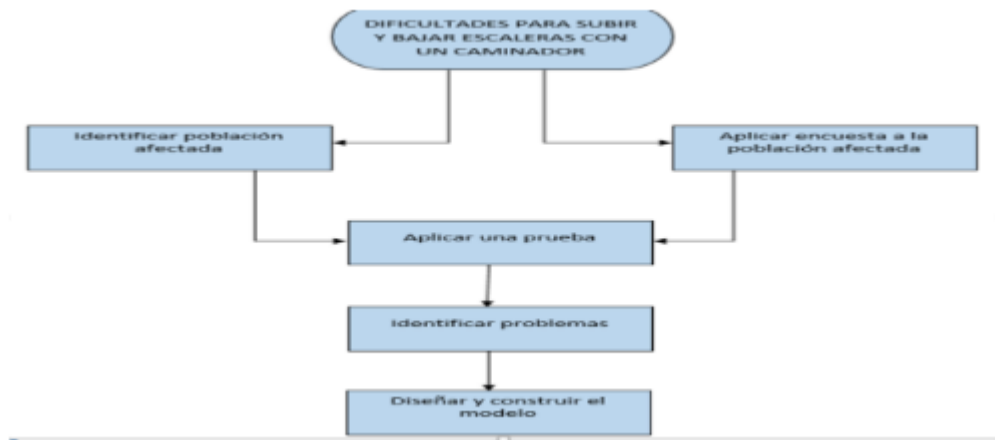 DIFICULTADES PARA SUBIR
Y BAJAR ESCALERAS CON
UN CAMINADOR
Identificar población
afectada
Aplicar encuesta a la
población afectada
Aplicar una prueba
Identificar problemas
Diseñar y construir el
modelo